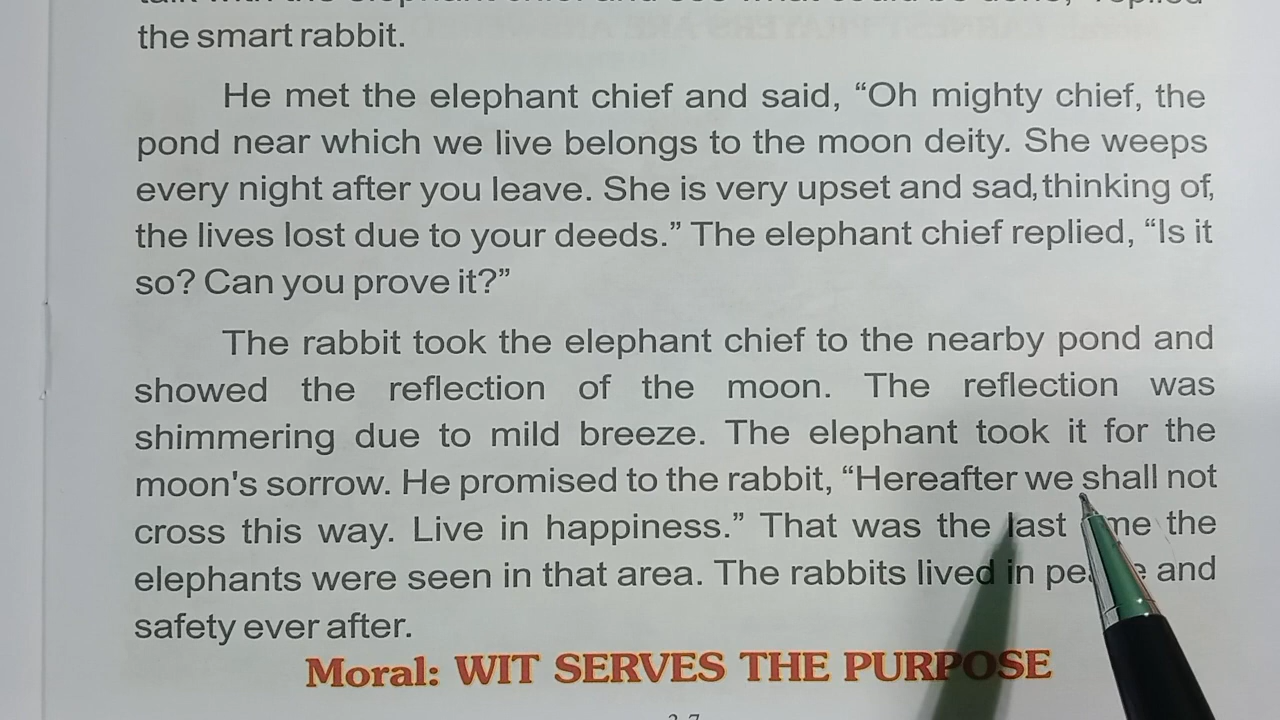 the smart rabbit.
He met the elephant chief and said, “Oh mighty chief, the
pond near which we live belongs to the moon deity. She weeps
every night after you leave. She is very upset and sad, thinking of,
the lives lost due to your deeds.” The elephant chief replied, “Is it
so? Can you prove it?”
The rabbit took the elephant chief to the nearby pond and
showed the reflection of the moon. The reflection was
shimmering due to mild breeze. The elephant took it for the
moon's sorrow. He promised to the rabbit, “Hereafter we shall not
cross this way. Live in happiness.” That was the last the
elephants were seen in that area. The rabbits lived in and
safety ever after.
Moral: WIT SERVES THE PURPOSE